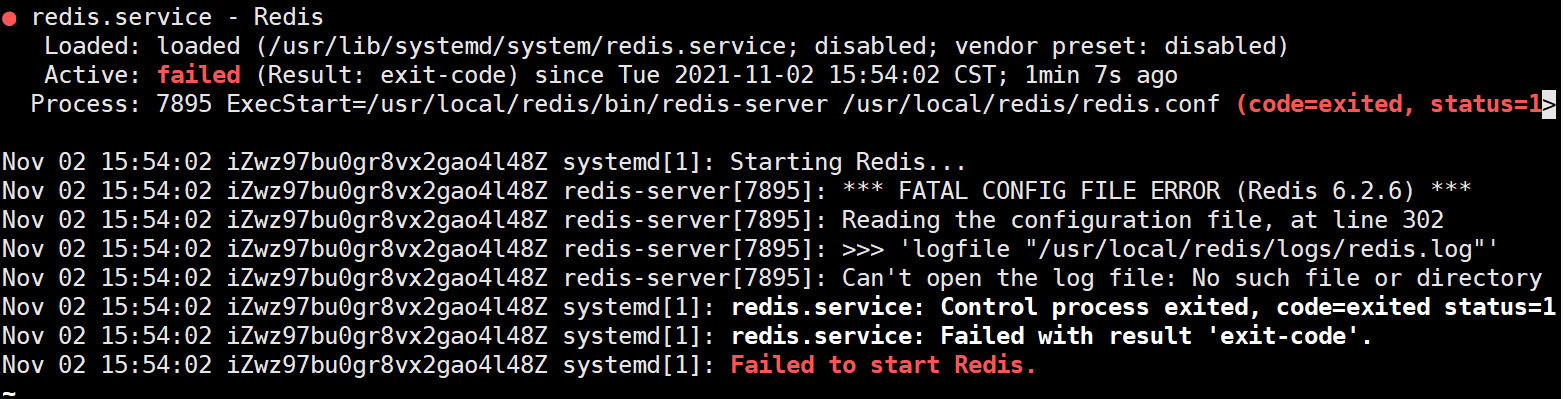 ● redis.service - Redis
Loaded: loaded (/usr/lib/systemd/system/redis.service; disabled; vendor preset: disabled)
Active: failed (Result: exit-code) since Tue 2021-11-02 15:54:02 CST; 1min 7s ago
Process: 7895 ExecStart=/usr/local/redis/bin/redis-server /usr/local/redis/redis.conf (code=exited, status=1>
Nov 02 15:54:02 iZwz97bu0gr8vx2gao4l48Z systemd[1]: Starting Redis...
Nov 02 15:54:02 iZwz97bu0gr8vx2gao4l48Z redis-server[7895]: *** FATAL CONFIG FILE ERROR (Redis 6.2.6) ***
Nov 02 15:54:02 iZwz97bu0gr8vx2gao4l48Z redis-server[7895]: Reading the configuration file, at line 302
Nov 02 15:54:02 iZwz97bu0gr8vx2gao4l48Z redis-server[7895]: >>> 'logfile "/usr/local/redis/logs/redis.log"'
Nov 02 15:54:02 iZwz97bu0gr8vx2gao4l48Z redis-server[7895]: Can't open the log file: No such file or directory
Nov 02 15:54:02 iZwz97bu0gr8vx2gao4l48Z systemd[1]: redis.service: Control process exited, code=exited status=1
Nov 02 15:54:02 iZwz97bu0gr8vx2gao4l48Z systemd[1]: redis.service: Failed with result 'exit-code'.
Nov 02 15:54:02 iZwz97bu0gr8vx2gao4l48Z systemd[1]: Failed to start Redis.
~